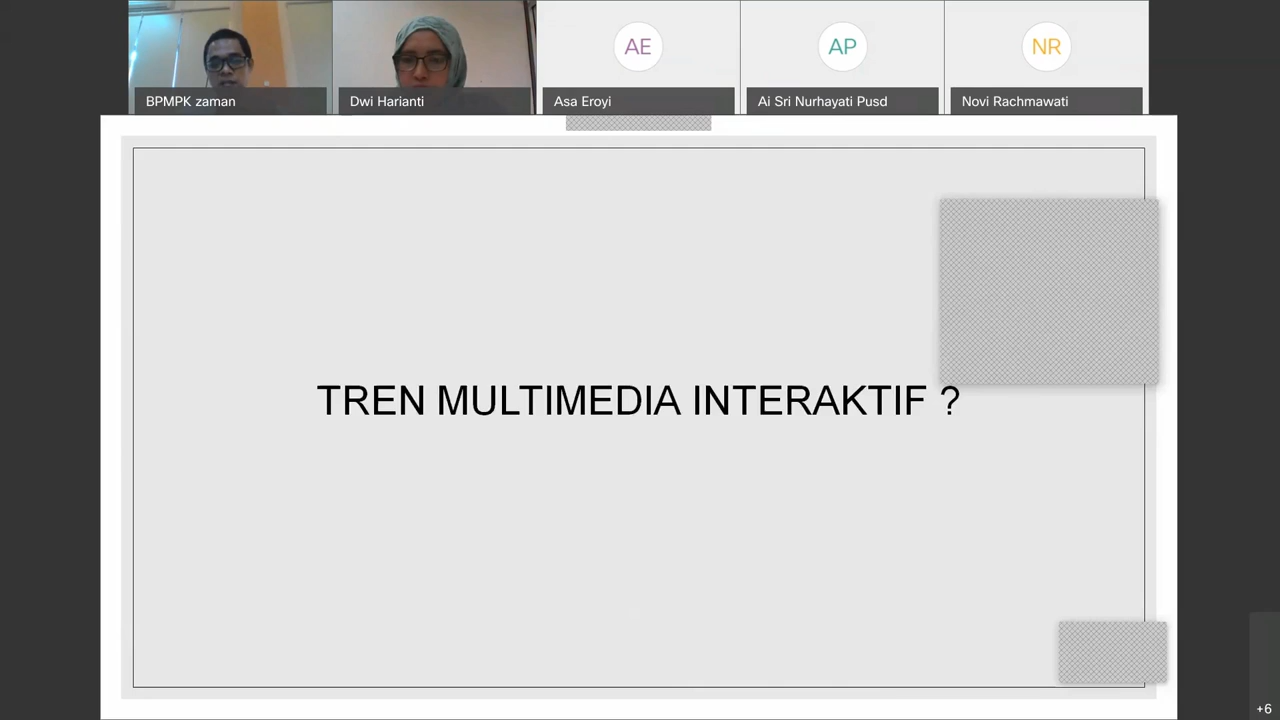 BPMPK zaman
Dwi Harianti
AE
Asa Eroyi
AP
Ai Sri Nurhayati Pusd
NR
Novi Rachmawati
TREN MULTIMEDIA INTERAKTIF ?
+6